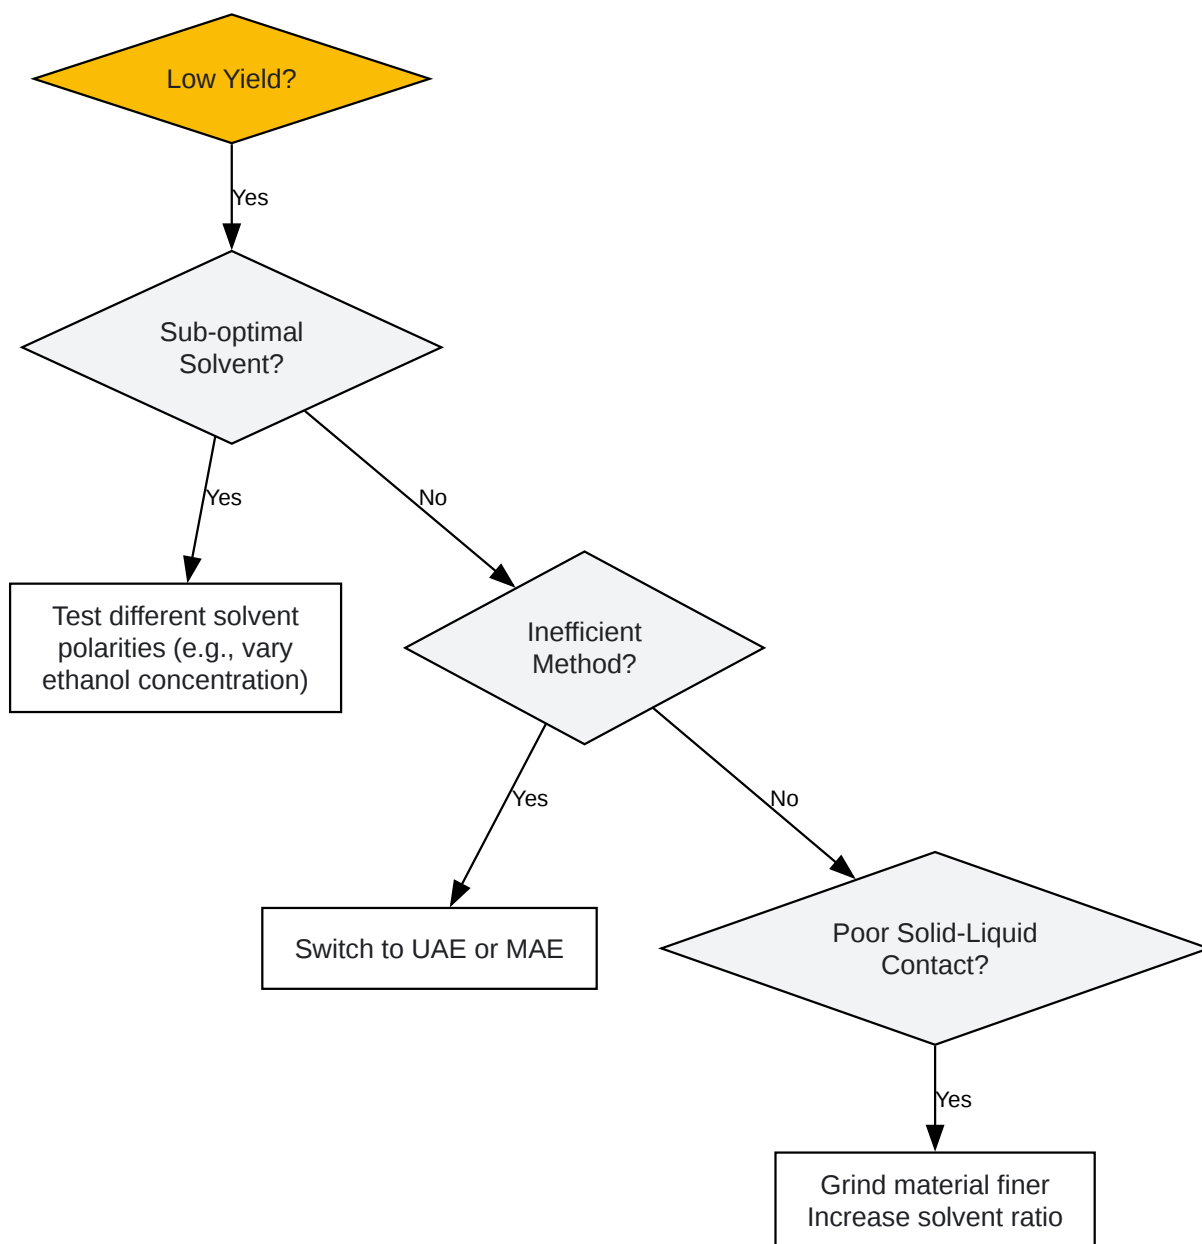 Low Yield?
Yes
Sub-optimal
Solvent?
Yes
No
Test different solvent
polarities (e.g., vary
ethanol concentration)
Inefficient
Method?
Yes
No
Switch to UAE or MAE
Poor Solid-Liquid
Contact?
Yes
Grind material finer
Increase solvent ratio